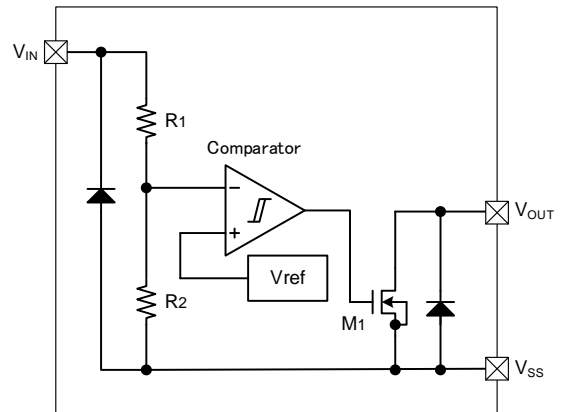 VIN
R1
Comparator
−
+
VOUT
Vref
R2
M1
VSS